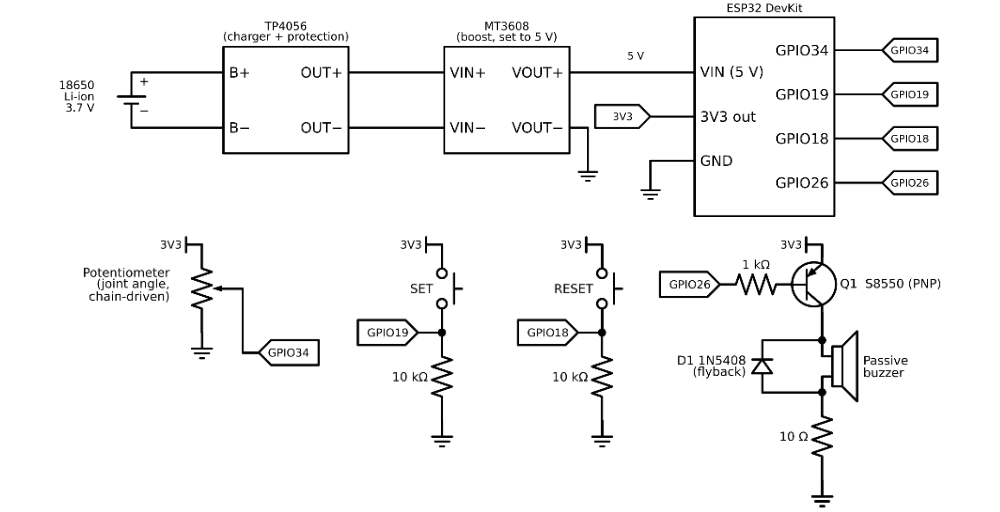 ESP32 DevKit
TP4056
(charger + protection)
MT3608
(boost, set to 5 V)
18650
Li-ion
3.7 V
+
−
B+
OUT+
B−
OUT−
VIN+
VOUT+
VIN−
VOUT−
5 V
VIN (5 V)
3V3
3V3 out
GND
GPIO34
GPIO34
GPIO19
GPIO19
GPIO18
GPIO18
GPIO26
GPIO26
3V3
Potentiometer
(joint angle,
chain-driven)
GPIO34
3V3
SET
GPIO19
10 kΩ
3V3
RESET
GPIO18
10 kΩ
3V3
1 kΩ
GPIO26
Q1 S8550 (PNP)
D1 1N5408
(flyback)
Passive
buzzer
10 Ω